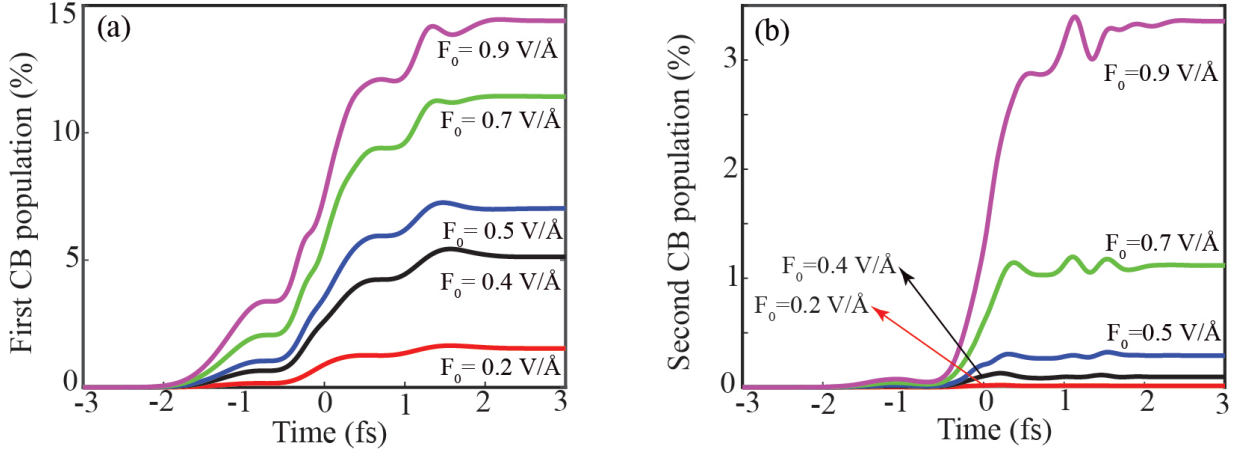 (a)
First CB population (%)
15
10
5
0
F₀= 0.9 V/Å
F₀= 0.7 V/Å
F₀= 0.5 V/Å
F₀= 0.4 V/Å
F₀= 0.2 V/Å
-3 -2 -1 0 1 2 3
Time (fs)
(b)
Second CB population (%)
3
2
1
0
F₀=0.9 V/Å
F₀=0.7 V/Å
F₀=0.4 V/Å
F₀=0.2 V/Å
F₀=0.5 V/Å
-3 -2 -1 0 1 2 3
Time (fs)